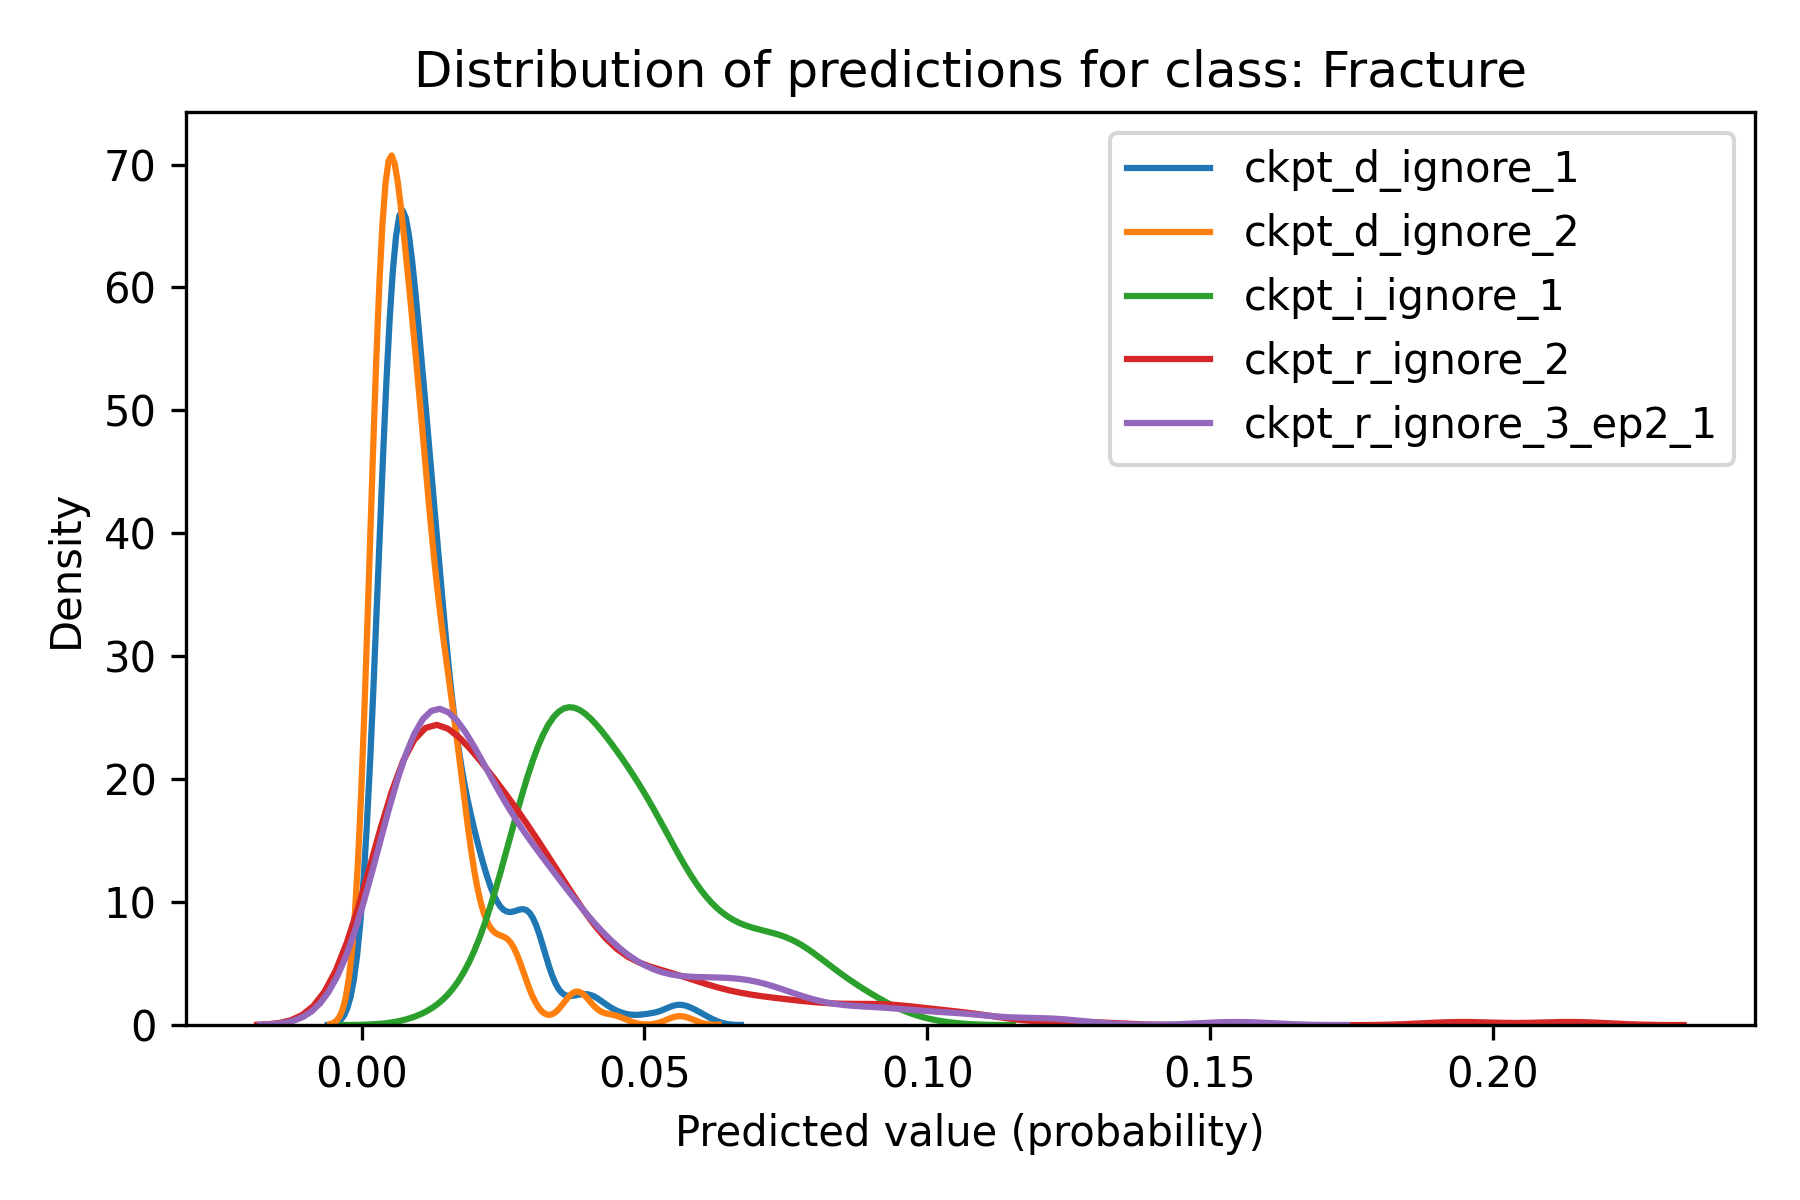 Distribution of predictions for class: Fracture
Density
70
60
50
40
30
20
10
0
ckpt_d_ignore_1
ckpt_d_ignore_2
ckpt_i_ignore_1
ckpt_r_ignore_2
ckpt_r_ignore_3_ep2_1
0.00 0.05 0.10 0.15 0.20
Predicted value (probability)